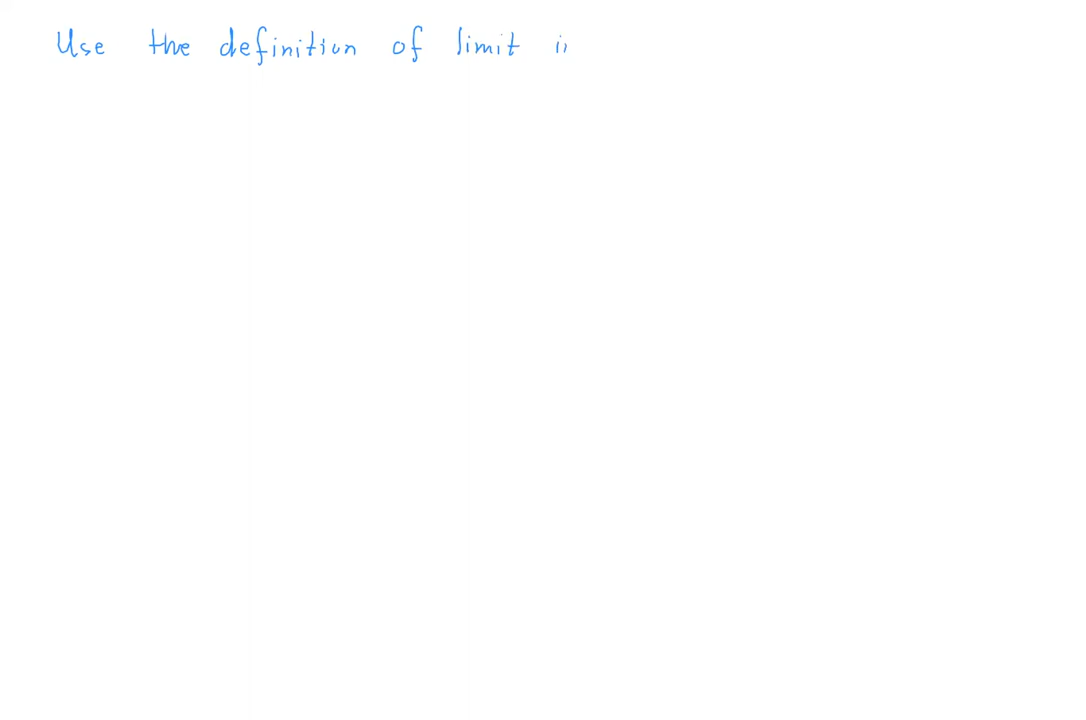 Use the definition of limit i